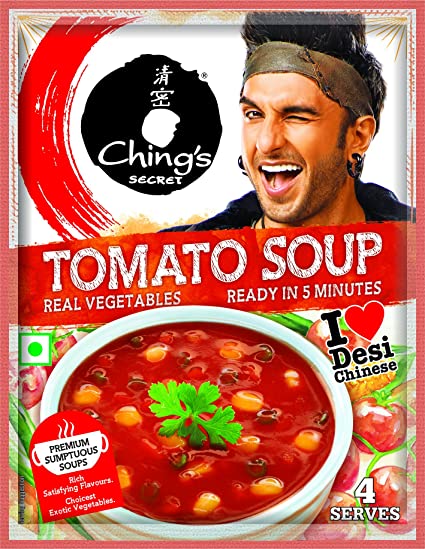 清
密
®
Ching's
SECRET
TOMATO SOUP
REAL VEGETABLES READY IN 5 MINUTES
I ❤
Desi
Chinese
PREMIUM
SUMPTUOUS
SOUPS
Rich
Satisfying Flavours.
Choicest
Exotic Vegetables.
4
SERVES